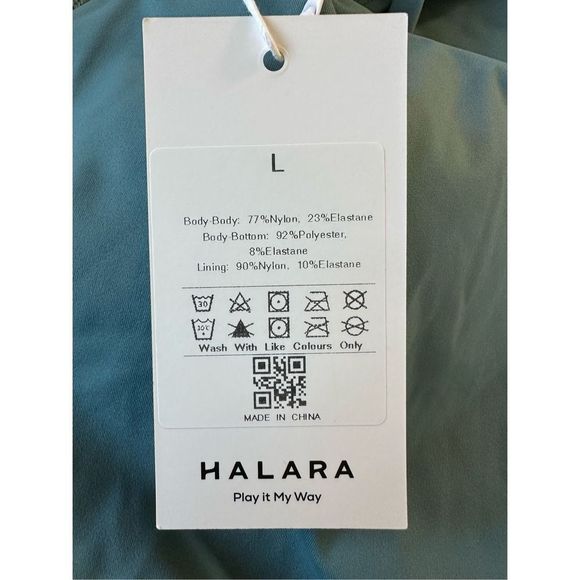 L
Body-Body: 77%Nylon, 23%Elastane
Body-Bottom: 92%Polyester,
8%Elastane
Lining: 90%Nylon, 10%Elastane
30
30°C
Wash With Like Colours Only
MADE IN CHINA
HALARA
Play it My Way